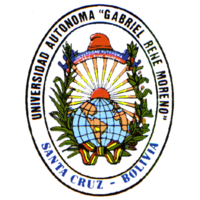 UNIVERSIDAD AUTONOMA "GABRIEL RENE MORENO"
SANTA CRUZ - BOLIVIA